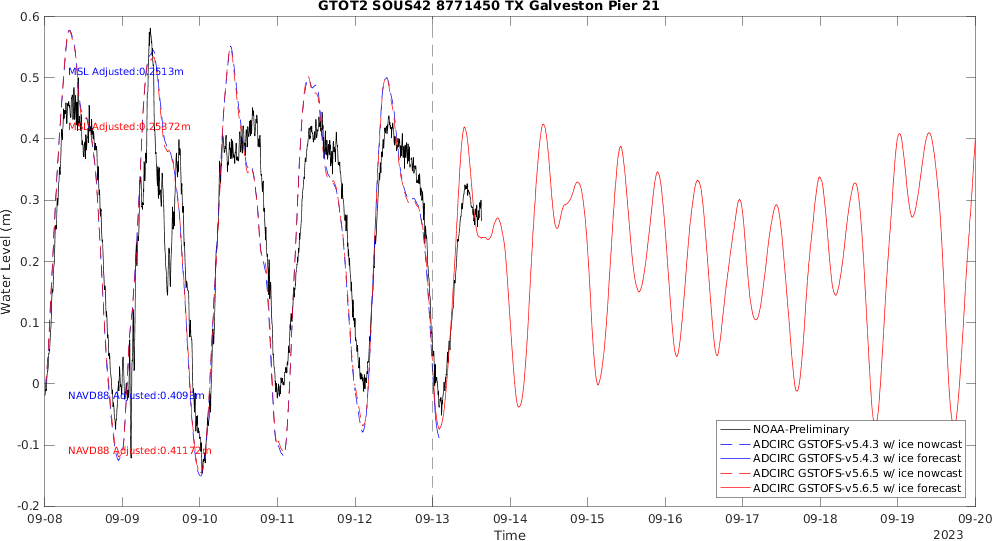 GTOT2 SOUS42 8771450 TX Galveston Pier 21
Water Level (m)
0.6
0.5
0.4
0.3
0.2
0.1
0
-0.1
-0.2
MSL Adjusted:0.2513m
MSL Adjusted:0.25372m
NAVD88 Adjusted:0.4093m
NAVD88 Adjusted:0.41172m
NOAA-Preliminary
ADCIRC GSTOFS-v5.4.3 w/ ice nowcast
ADCIRC GSTOFS-v5.4.3 w/ ice forecast
ADCIRC GSTOFS-v5.6.5 w/ ice nowcast
ADCIRC GSTOFS-v5.6.5 w/ ice forecast
09-08 09-09 09-10 09-11 09-12 09-13 09-14 09-15 09-16 09-17 09-18 09-19 09-20
Time
2023